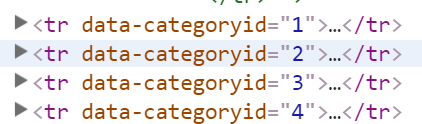 ▶<tr data-categoryid="1">…</tr>
▶<tr data-categoryid="2">…</tr>
▶<tr data-categoryid="3">…</tr>
▶<tr data-categoryid="4">…</tr>